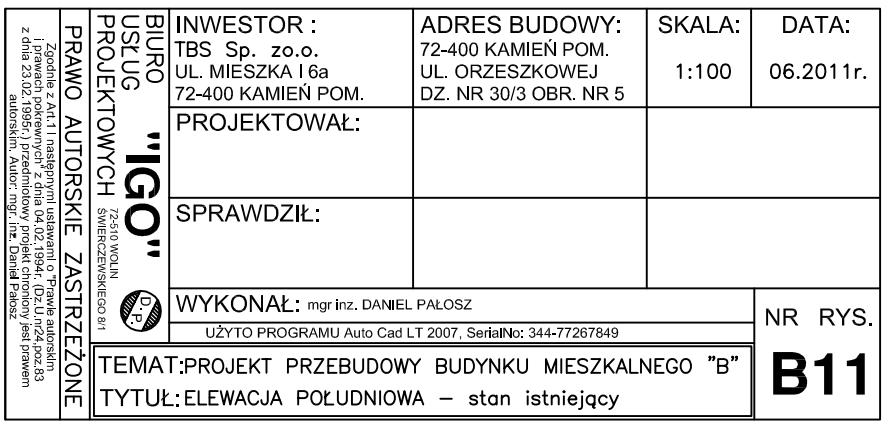 Zgodnie z Art.1 i następnymi ustawami o "Prawie autorskim
i prawach pokrewnych" z dnia 04.02.1994r, (Dz.U.nr24,poz.83
z dnia 23.02.1995r.) przedmiotowy projekt chroniony jest prawem
autorskim. Autor: mgr. inż. Daniel Pałosz
PRAWO AUTORSKIE ZASTRZEŻONE
BIURO
USŁUG
PROJEKTOWYCH
"IGO"
72-510 WOLIN
ŚWIERCZEWSKIEGO 8/1
D.P.
INWESTOR :
TBS Sp. zo.o.
UL. MIESZKA I 6a
72-400 KAMIEŃ POM.
ADRES BUDOWY:
72-400 KAMIEŃ POM.
UL. ORZESZKOWEJ
DZ. NR 30/3 OBR. NR 5
SKALA:
1:100
DATA:
06.2011r.
PROJEKTOWAŁ:
SPRAWDZIŁ:
WYKONAŁ: mgr inz. DANIEL PAŁOSZ
UŻYTO PROGRAMU Auto Cad LT 2007, SerialNo: 344-77267849
TEMAT:PROJEKT PRZEBUDOWY BUDYNKU MIESZKALNEGO "B"
TYTUŁ:ELEWACJA POŁUDNIOWA – stan istniejący
NR RYS.
B11